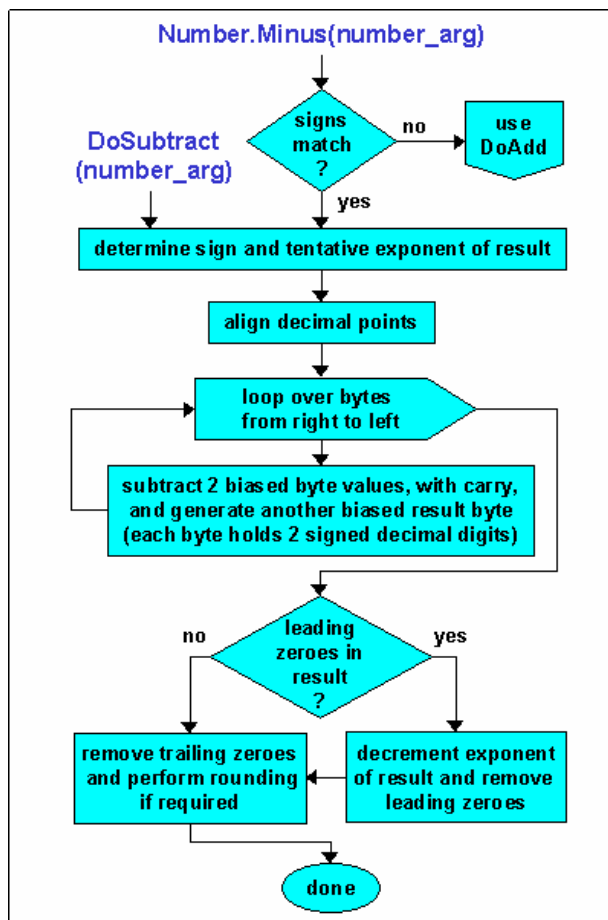 Number.Minus(number_arg)
signs
match
?
no
use
DoAdd
DoSubtract
(number_arg)
yes
determine sign and tentative exponent of result
align decimal points
loop over bytes
from right to left
subtract 2 biased byte values, with carry,
and generate another biased result byte
(each byte holds 2 signed decimal digits)
no
leading
zeroes in
result
?
yes
remove trailing zeroes
and perform rounding
if required
decrement exponent
of result and remove
leading zeroes
done